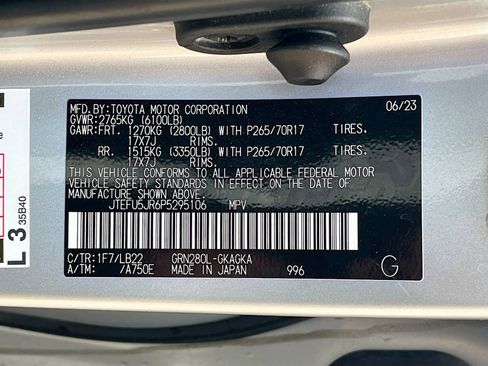 MFD.BY:TOYOTA MOTOR CORPORATION 06/23
GVWR:2765KG (6100LB)
GAWR:FRT. 1270KG (2800LB) WITH P265/70R17 TIRES.
17X7J RIMS.
RR. 1515KG (3350LB) WITH P265/70R17 TIRES.
17X7J RIMS.
THIS VEHICLE CONFORMS TO ALL APPLICABLE FEDERAL MOTOR
VEHICLE SAFETY STANDARDS IN EFFECT ON THE DATE OF
MANUFACTURE SHOWN ABOVE.
JTEFU5JR6P5295106 MPV
C/TR:1F7/LB22 GRN280L-GKAGKA
A/TM: /A750E MADE IN JAPAN 996 G
L 3 35B40